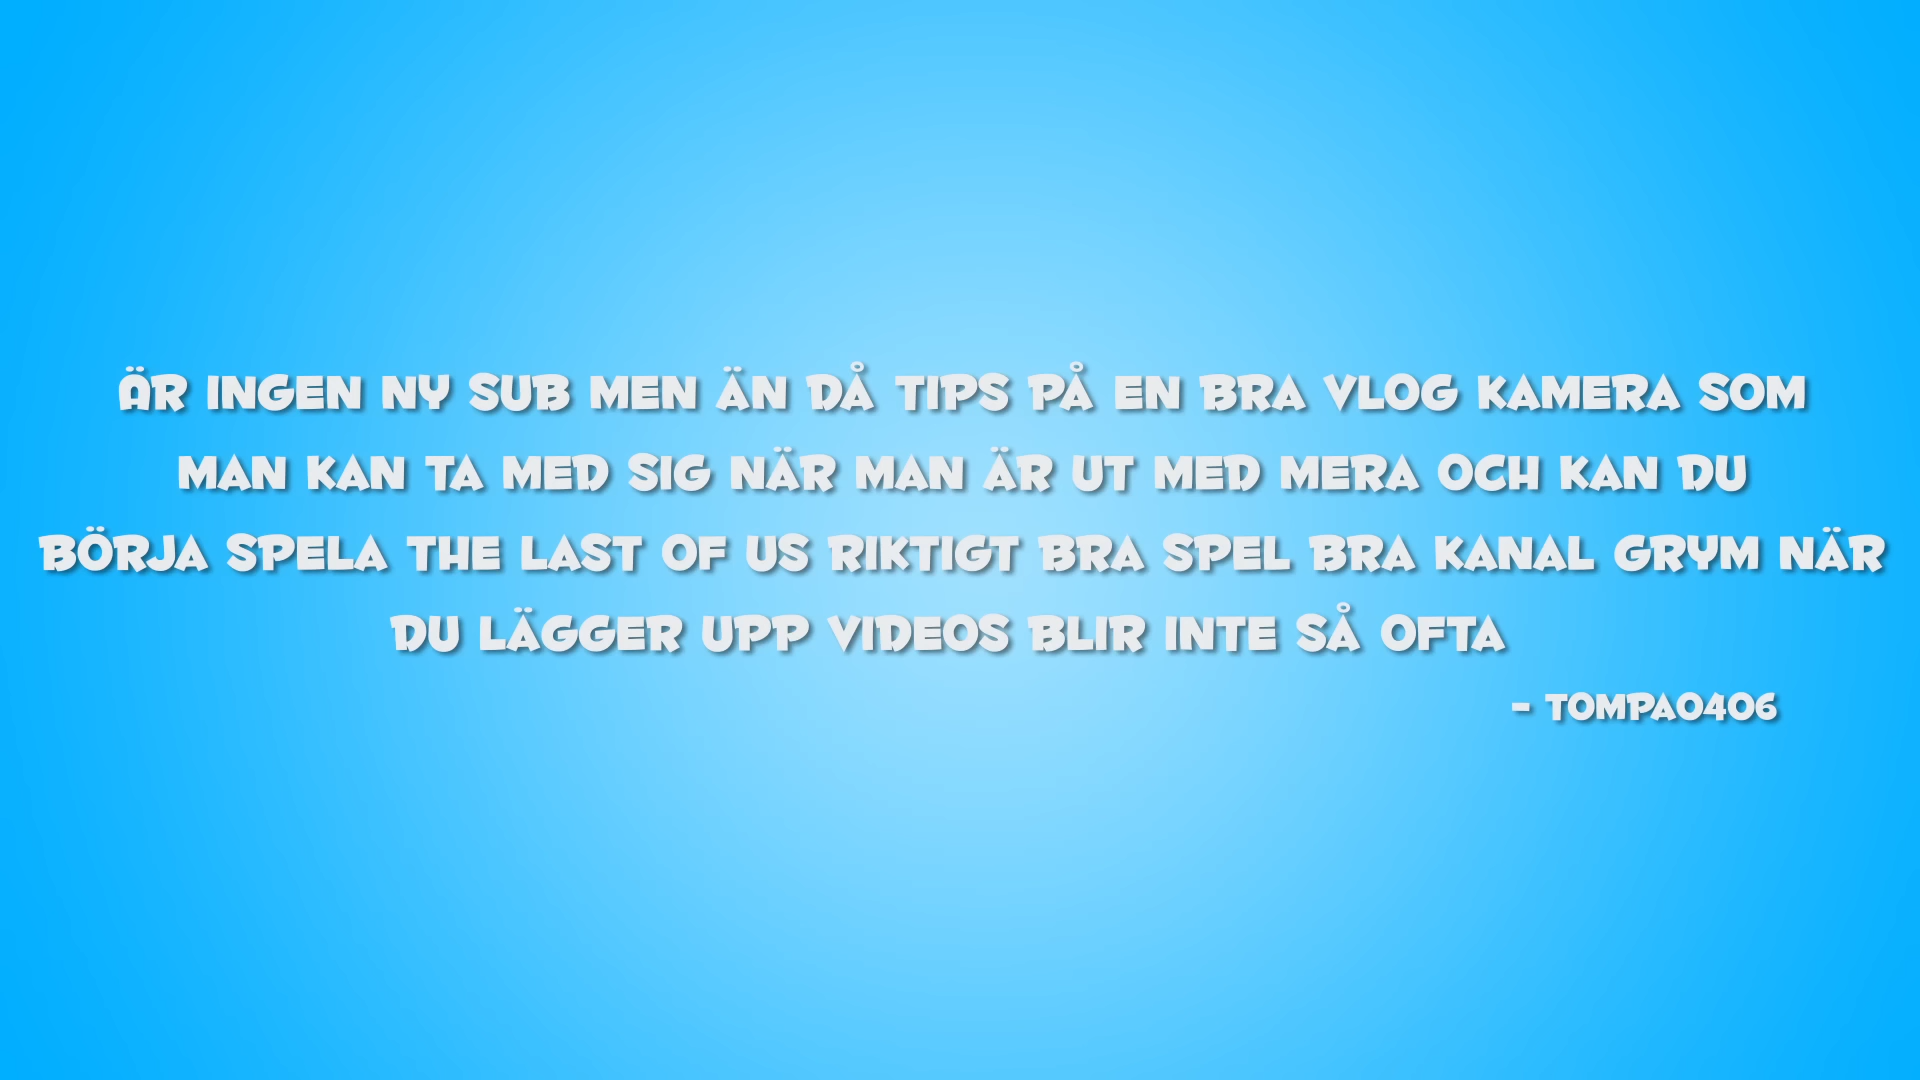 ÄR INGEN NY SUB MEN ÄN DÅ TIPS PÅ EN BRA VLOG KAMERA SOM
MAN KAN TA MED SIG NÄR MAN ÄR UT MED MERA OCH KAN DU
BÖRJA SPELA THE LAST OF US RIKTIGT BRA SPEL BRA KANAL GRYM NÄR
DU LÄGGER UPP VIDEOS BLIR INTE SÅ OFTA
- TOMPA0406